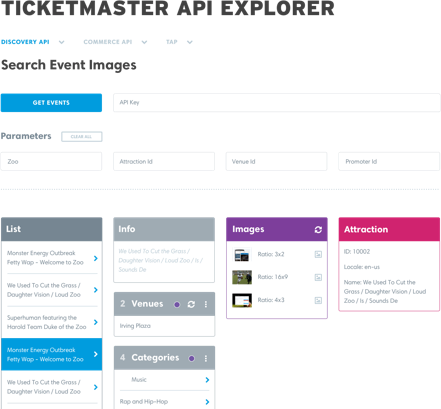 TICKETMASTER API EXPLORER
DISCOVERY API
COMMERCE API
TAP
Search Event Images
GET EVENTS
API Key
Parameters
CLEAR ALL
Zoo
Attraction Id
Venue Id
Promoter Id
List
Monster Energy Outbreak
Fetty Wap – Welcome to Zoo
We Used To Cut the Grass /
Daughter Vision / Loud Zoo
Superhuman featuring the
Harold Team Duke of the Zoo
Monster Energy Outbreak
Fetty Wap – Welcome to Zoo
We Used To Cut the Grass /
Daughter Vision / Loud Zoo
Info
We Used To Cut the Grass /
Daughter Vision / Loud Zoo / Is /
Sounds De
2 Venues
Irving Plaza
4 Categories
Music
Rap and Hip-Hop
Images
Ratio: 3x2
Ratio: 16x9
Ratio: 4x3
Attraction
ID: 10002
Locale: en-us
Name: We Used To Cut the
Grass / Daughter Vision / Loud
Zoo / Is / Sounds De